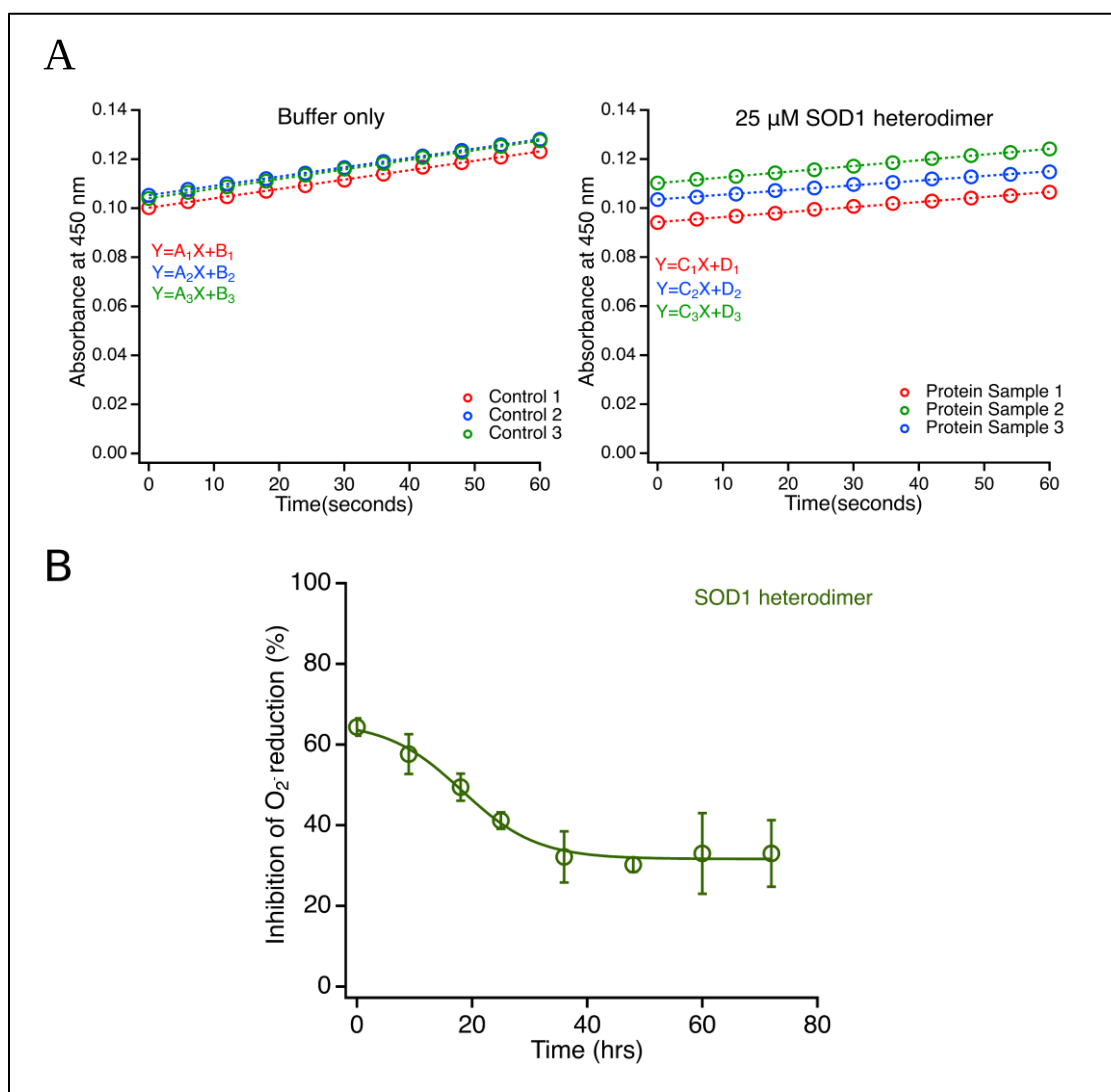 A
Buffer only
0.14
0.12
0.10
0.08
0.06
0.04
0.02
0.00
Absorbance at 450 nm
Y=A₁X+B₁
Y=A₂X+B₂
Y=A₃X+B₃
Control 1
Control 2
Control 3
0 10 20 30 40 50 60
Time(seconds)
25 µM SOD1 heterodimer
0.14
0.12
0.10
0.08
0.06
0.04
0.02
0.00
Absorbance at 450 nm
Y=C₁X+D₁
Y=C₂X+D₂
Y=C₃X+D₃
Protein Sample 1
Protein Sample 2
Protein Sample 3
0 10 20 30 40 50 60
Time(seconds)
B
SOD1 heterodimer
100
80
60
40
20
0
Inhibition of O₂⁻ reduction (%)
0 20 40 60 80
Time (hrs)